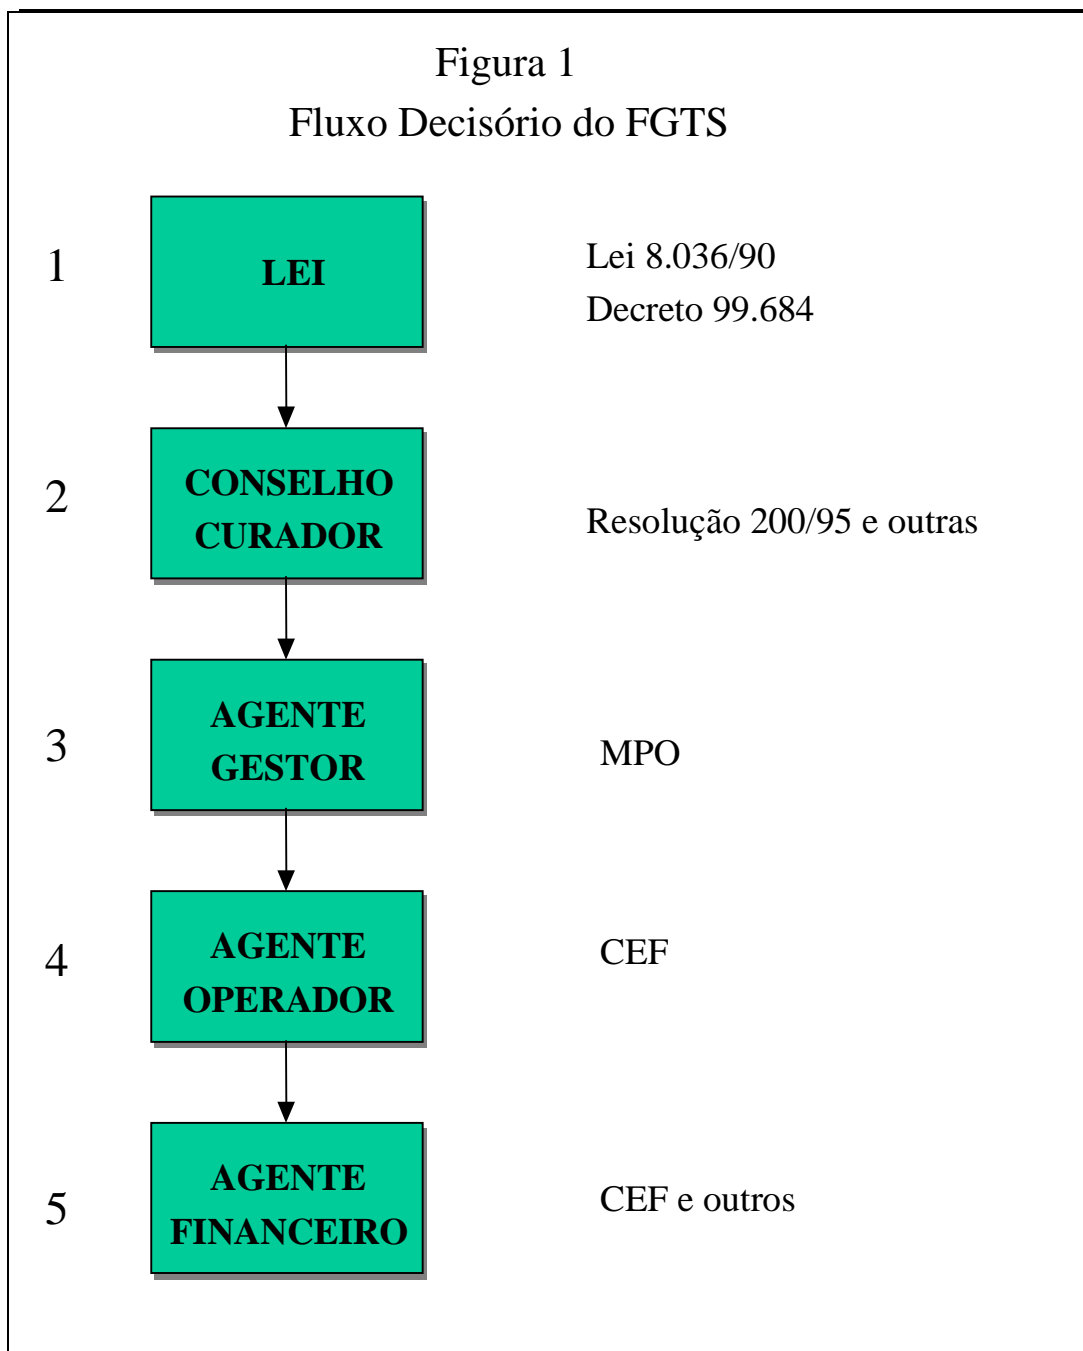 Figura 1
Fluxo Decisório do FGTS
1
LEI
Lei 8.036/90
Decreto 99.684
2
CONSELHO
CURADOR
Resolução 200/95 e outras
3
AGENTE
GESTOR
MPO
4
AGENTE
OPERADOR
CEF
5
AGENTE
FINANCEIRO
CEF e outros